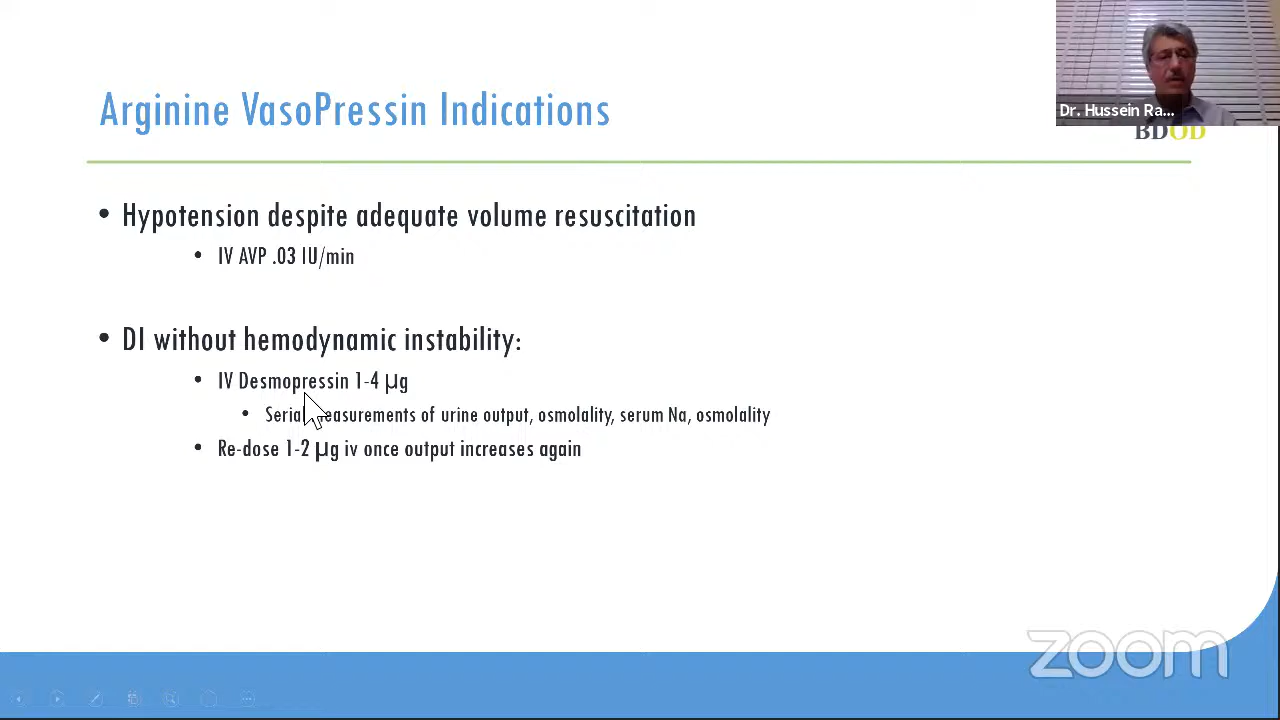 Dr. Hussein Ra...
BDOD
Arginine VasoPressin Indications
• Hypotension despite adequate volume resuscitation
• IV AVP .03 IU/min
• DI without hemodynamic instability:
• IV Desmopressin 1-4 µg
• Serial measurements of urine output, osmolality, serum Na, osmolality
• Re-dose 1-2 µg iv once output increases again
zoom